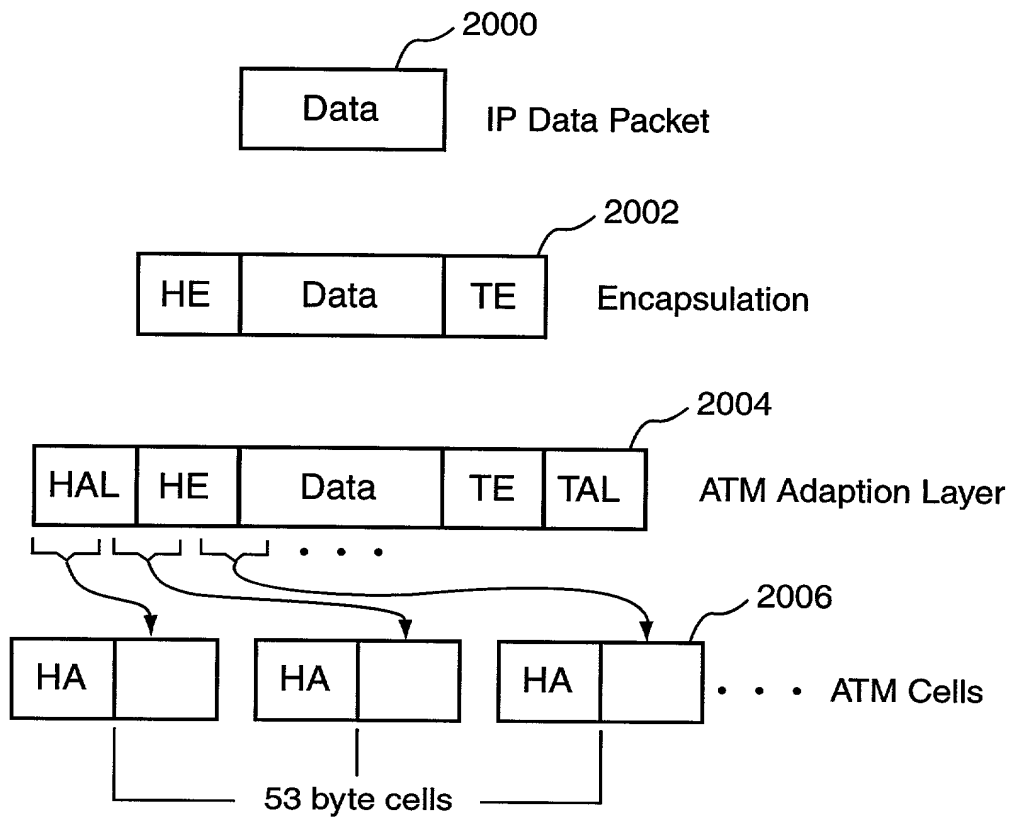 2000
Data
IP Data Packet
2002
HE Data TE
Encapsulation
2004
HAL HE Data TE TAL
ATM Adaption Layer
2006
HA HA HA
ATM Cells
53 byte cells